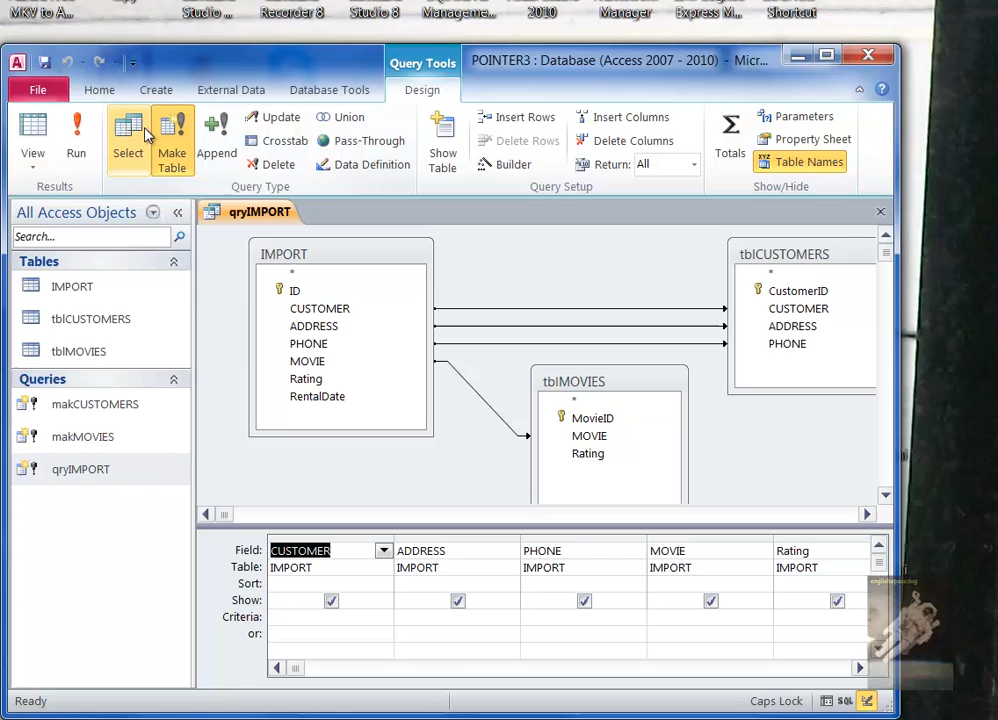 MKV to A...
Studio ...
Recorder 8
Studio 8
Manageme...
2010
Manager
Express M...
Shortcut
Query Tools
POINTER3 : Database (Access 2007 - 2010) - Micr...
File
Home
Create
External Data
Database Tools
Design
View
Run
Select
Make Table
Append
Update
Crosstab
Delete
Union
Pass-Through
Data Definition
Show Table
Insert Rows
Delete Rows
Builder
Insert Columns
Delete Columns
Return: All
Totals
Parameters
Property Sheet
Table Names
Results
Query Type
Query Setup
Show/Hide
All Access Objects
Search...
Tables
IMPORT
tblCUSTOMERS
tblMOVIES
Queries
makCUSTOMERS
makMOVIES
qryIMPORT
qryIMPORT
IMPORT
*
ID
CUSTOMER
ADDRESS
PHONE
MOVIE
Rating
RentalDate
tblCUSTOMERS
*
CustomerID
CUSTOMER
ADDRESS
PHONE
tblMOVIES
*
MovieID
MOVIE
Rating
Field: CUSTOMER ADDRESS PHONE MOVIE Rating
Table: IMPORT IMPORT IMPORT IMPORT IMPORT
Sort:
Show:
Criteria:
or:
Ready
Caps Lock
SQL